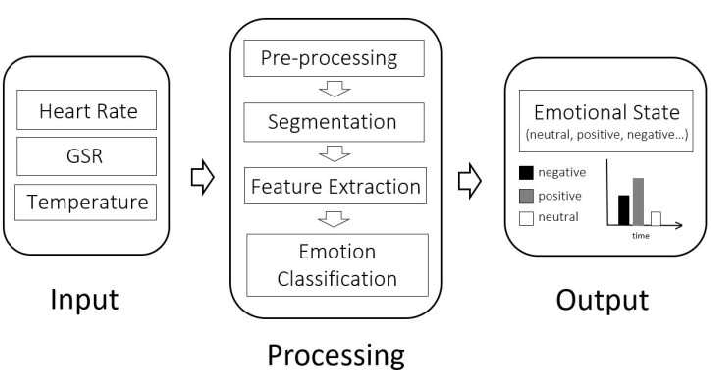 Heart Rate
GSR
Temperature
Input
Pre-processing
Segmentation
Feature Extraction
Emotion
Classification
Processing
Emotional State
(neutral, positive, negative...)
negative
positive
neutral
time
Output